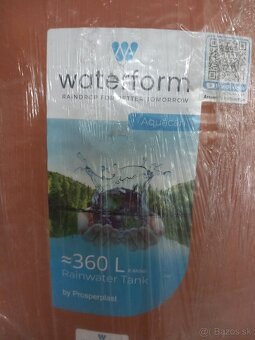 waterform
RAINDROP FOR BETTER TOMORROW
Aquacan
≈360 L
Rainwater Tank
by Prosperplast
© Bazos.sk